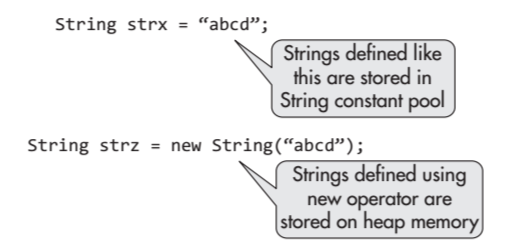 String strx = “abcd”;
Strings defined like
this are stored in
String constant pool
String strz = new String(“abcd”);
Strings defined using
new operator are
stored on heap memory